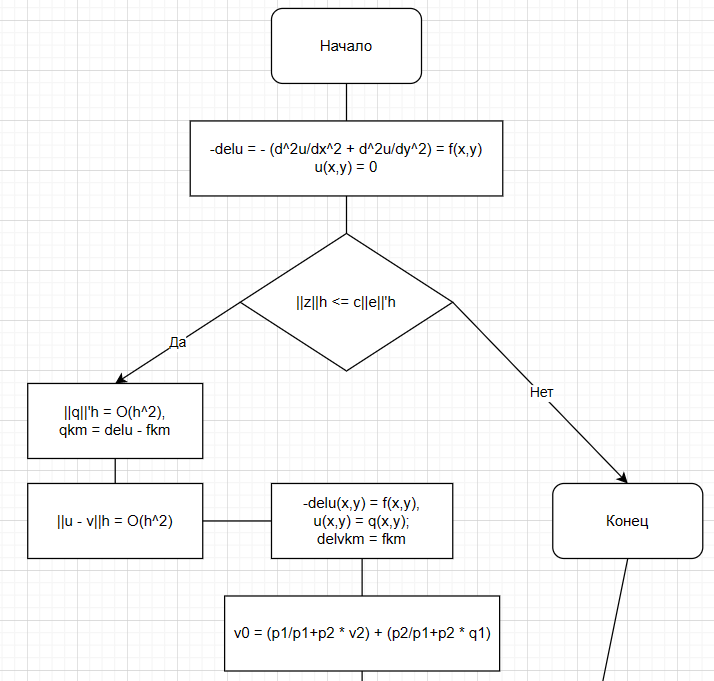 Начало
-delu = - (d^2u/dx^2 + d^2u/dy^2) = f(x,y)
u(x,y) = 0
||z||h <= c||e||'h
Да
Нет
||q||'h = O(h^2),
qkm = delu - fkm
||u - v||h = O(h^2)
-delu(x,y) = f(x,y),
u(x,y) = q(x,y);
delvkm = fkm
Конец
v0 = (p1/p1+p2 * v2) + (p2/p1+p2 * q1)